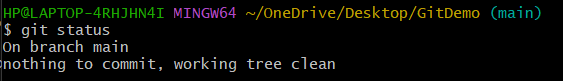 HP@LAPTOP-4RHJHN4I MINGW64 ~/OneDrive/Desktop/GitDemo (main)
$ git status
On branch main
nothing to commit, working tree clean